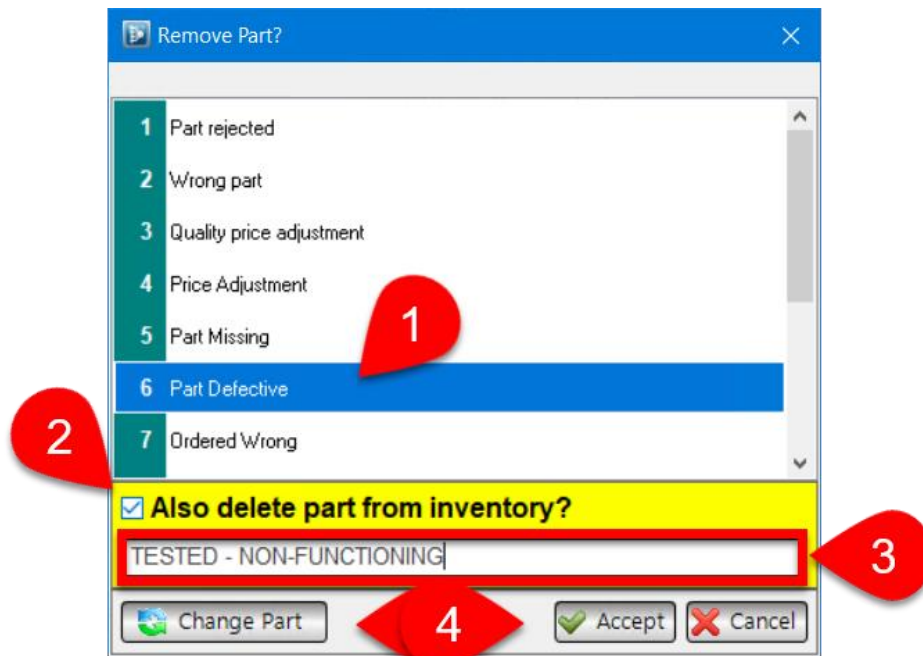 Remove Part?
1 Part rejected
2 Wrong part
3 Quality price adjustment
4 Price Adjustment
1
5 Part Missing
6 Part Defective
2
7 Ordered Wrong
Also delete part from inventory?
TESTED - NON-FUNCTIONING
3
Change Part
4
Accept
Cancel